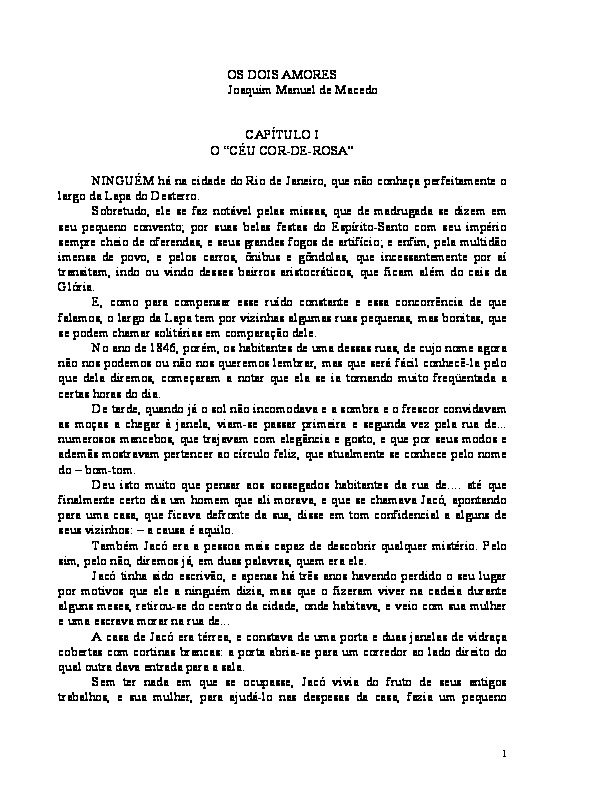 OS DOIS AMORES
Joaquim Manuel de Macedo
CAPÍTULO I
O "CÉU COR-DE-ROSA"
NINGUÉM há na cidade do Rio de Janeiro, que não conheça perfeitamente o
largo da Lapa do Desterro.
Sobretudo, ele se faz notável pelas missas, que de madrugada se dizem em
seu pequeno convento; por suas belas festas do Espírito-Santo com seu império
sempre cheio de oferendas, e seus grandes fogos de artifício; e enfim, pela multidão
imensa de povo, e pelos carros, ônibus e gôndolas, que incessantemente por aí
transitam, indo ou vindo desses bairros aristocráticos, que ficam além do cais da
Glória.
E, como para compensar esse ruído constante e essa concorrência de que
falamos, o largo da Lapa tem por vizinhas algumas ruas pequenas, mas bonitas, que
se podem chamar solitárias em comparação dele.
No ano de 1846, porém, os habitantes de uma dessas ruas, de cujo nome agora
não nos podemos ou não nos queremos lembrar, mas que será fácil conhecê-la pelo
que dela diremos, começaram a notar que ela se ia tornando muito freqüentada a
certas horas do dia.
De tarde, quando já o sol não incomodava e a sombra e o frescor convidavam
as moças a chegar à janela, viam-se passar primeira e segunda vez pela rua de...
numerosos mancebos, que trajavam com elegância e gosto, e que por seus modos e
ademãs mostravam pertencer ao círculo feliz, que atualmente se conhece pelo nome
do – bom-tom.
Deu isto muito que pensar aos sossegados habitantes da rua de.... até que
finalmente certo dia um homem que ali morava, e que se chamava Jacó, apontando
para uma casa, que ficava defronte da sua, disse em tom confidencial a alguns de
seus vizinhos: – a causa é aquilo.
Também Jacó era a pessoa mais capaz de descobrir qualquer mistério. Pelo
sim, pelo não, diremos já, em duas palavras, quem era ele.
Jacó tinha sido escrivão, e apenas há três anos havendo perdido o seu lugar
por motivos que ele a ninguém dizia, mas que o fizeram viver na cadeia durante
alguns meses, retirou-se do centro da cidade, onde habitava, e veio com sua mulher
e uma escrava morar na rua de...
A casa de Jacó era térrea, e constava de uma porta e duas janelas de vidraça
cobertas com cortinas brancas: a porta abria-se para um corredor ao lado direito do
qual outra dava entrada para a sala.
Sem ter nada em que se ocupasse, Jacó vivia do fruto de seus antigos
trabalhos, e sua mulher, para ajudá-lo nas despesas da casa, fazia um pequeno
1